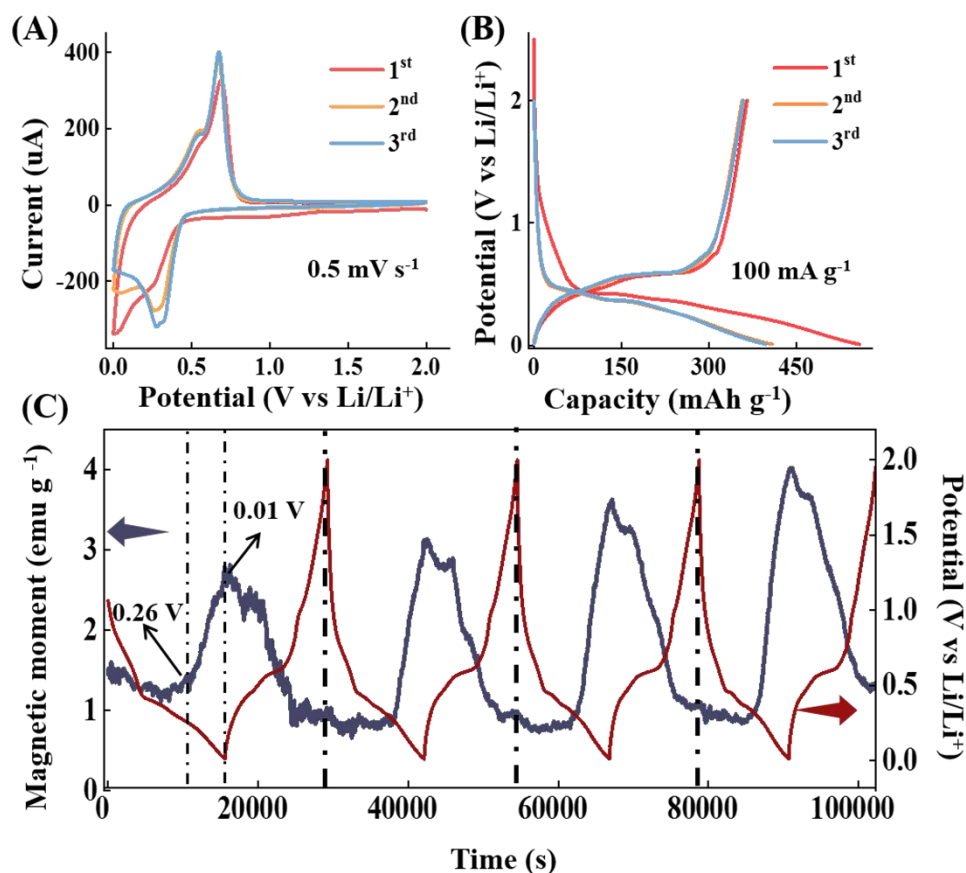 (A)
400
200
0
-200
Current (uA)
1st
2nd
3rd
0.5 mV s-1
0.0 0.5 1.0 1.5 2.0
Potential (V vs Li/Li+)
(B)
2
1
0
Potential (V vs Li/Li+)
1st
2nd
3rd
100 mA g-1
0 150 300 450
Capacity (mAh g-1)
(C)
4
3
2
1
0
Magnetic moment (emu g -1)
0.26 V
0.01 V
2.0
1.5
1.0
0.5
0.0
Potential (V vs Li/Li+)
0 20000 40000 60000 80000 100000
Time (s)